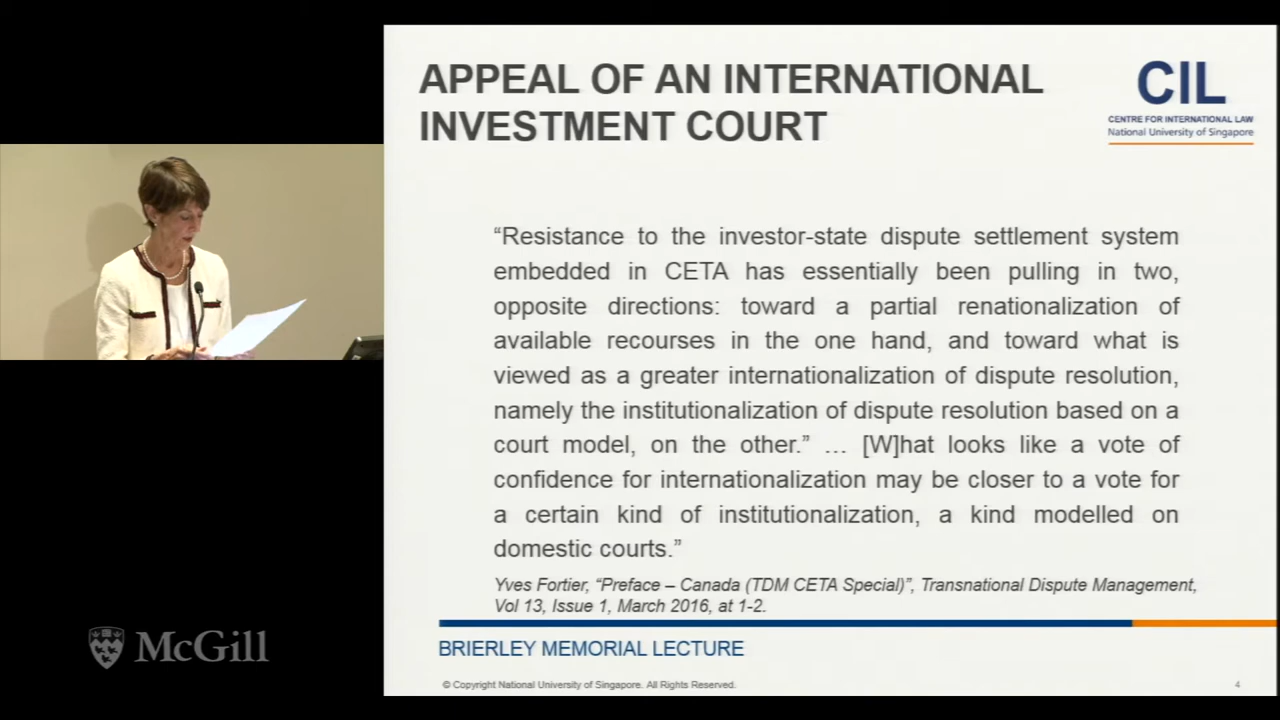 APPEAL OF AN INTERNATIONAL
INVESTMENT COURT
CIL
CENTRE FOR INTERNATIONAL LAW
National University of Singapore
“Resistance to the investor-state dispute settlement system
embedded in CETA has essentially been pulling in two,
opposite directions: toward a partial renationalization of
available recourses in the one hand, and toward what is
viewed as a greater internationalization of dispute resolution,
namely the institutionalization of dispute resolution based on a
court model, on the other.” … [W]hat looks like a vote of
confidence for internationalization may be closer to a vote for
a certain kind of institutionalization, a kind modelled on
domestic courts.”
Yves Fortier, “Preface – Canada (TDM CETA Special)”, Transnational Dispute Management,
Vol 13, Issue 1, March 2016, at 1-2.
BRIERLEY MEMORIAL LECTURE
© Copyright National University of Singapore. All Rights Reserved.
4
McGill